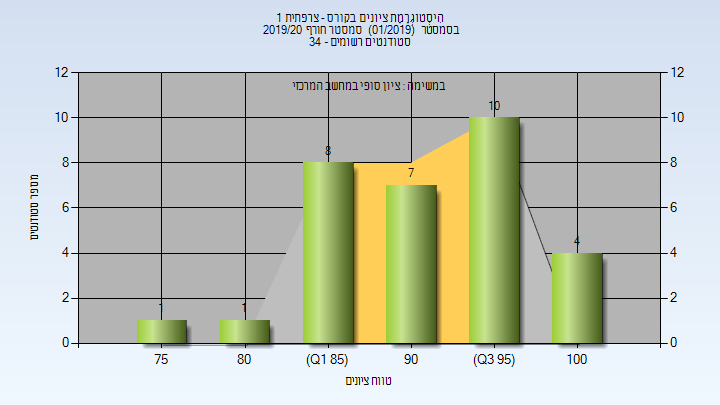 היסטוגרמת ציונים בקורס - צרפתית 1
בסמסטר (01/2019) סמסטר חורף 2019/20
סטודנטים רשומים - 34
במשימה : ציון סופי במחשב המרכזי
12 12
10 10
8 8
6 6
4 4
2 2
0 0
1 1 8 7 10 4
מספר סטודנטים
75 80 (Q1 85) 90 (Q3 95) 100
טווח ציונים